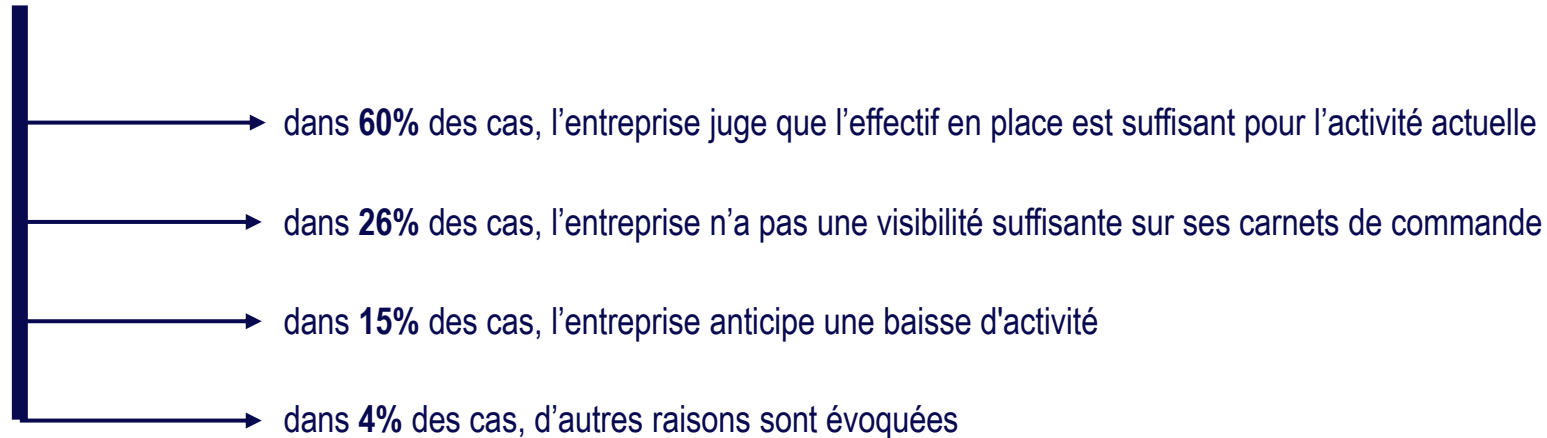 dans 60% des cas, l’entreprise juge que l’effectif en place est suffisant pour l’activité actuelle
dans 26% des cas, l’entreprise n’a pas une visibilité suffisante sur ses carnets de commande
dans 15% des cas, l’entreprise anticipe une baisse d'activité
dans 4% des cas, d’autres raisons sont évoquées